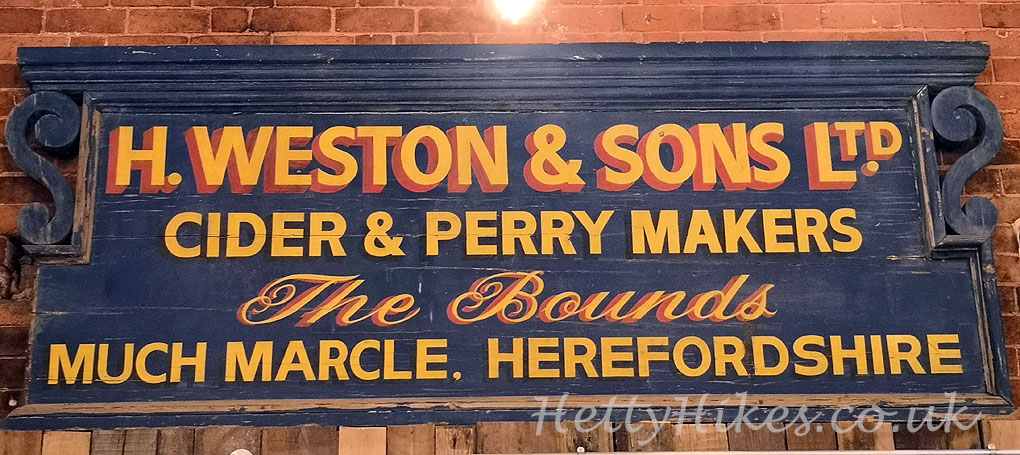 H. WESTON & SONS LTD.
CIDER & PERRY MAKERS
The Bounds
MUCH MARCLE, HEREFORDSHIRE
HettyHikes.co.uk